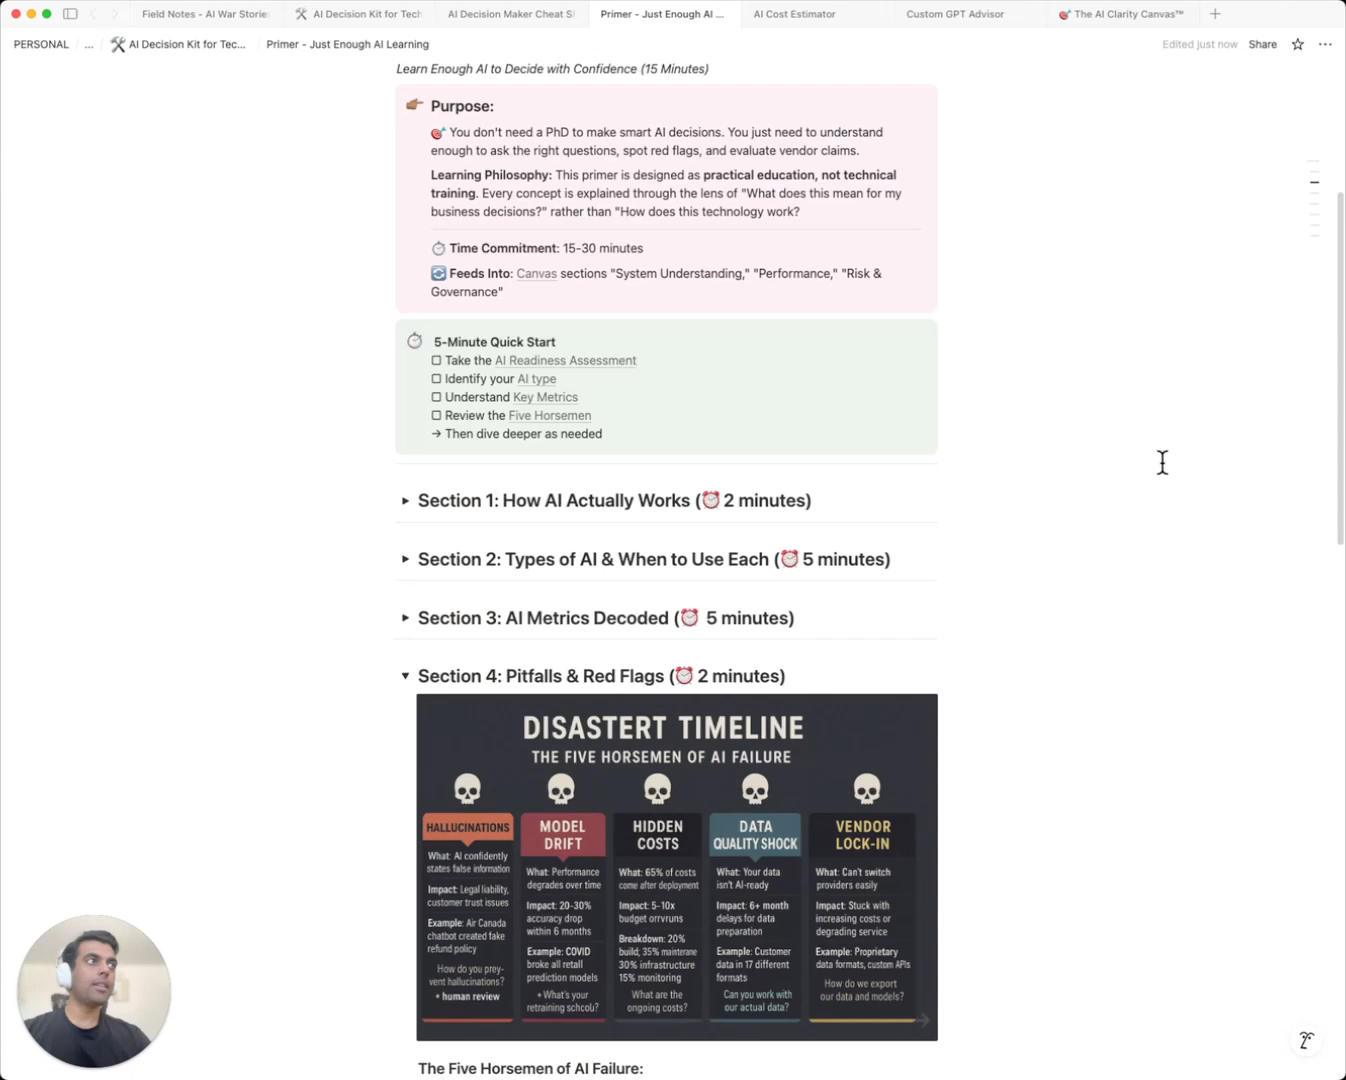 Field Notes - AI War Storie
AI Decision Kit for Tech
AI Decision Maker Cheat S
Primer - Just Enough AI ...
AI Cost Estimator
Custom GPT Advisor
The AI Clarity Canvas™
PERSONAL / ... / AI Decision Kit for Tec... / Primer - Just Enough AI Learning
Edited just now
Share
Learn Enough AI to Decide with Confidence (15 Minutes)
Purpose:
You don't need a PhD to make smart AI decisions. You just need to understand
enough to ask the right questions, spot red flags, and evaluate vendor claims.
Learning Philosophy: This primer is designed as practical education, not technical
training. Every concept is explained through the lens of "What does this mean for my
business decisions?" rather than "How does this technology work?
Time Commitment: 15-30 minutes
Feeds Into: Canvas sections "System Understanding," "Performance," "Risk &
Governance"
5-Minute Quick Start
☐ Take the AI Readiness Assessment
☐ Identify your AI type
☐ Understand Key Metrics
☐ Review the Five Horsemen
→ Then dive deeper as needed
Section 1: How AI Actually Works (⏰ 2 minutes)
Section 2: Types of AI & When to Use Each (⏰ 5 minutes)
Section 3: AI Metrics Decoded (⏰ 5 minutes)
Section 4: Pitfalls & Red Flags (⏰ 2 minutes)
DISASTERT TIMELINE
THE FIVE HORSEMEN OF AI FAILURE
HALLUCINATIONS
What: AI confidently
states false information
Impact: Legal liability,
customer trust issues
Example: Air Canada
chatbot created fake
refund policy
How do you prey-
vent hallucinations?
+ human review
MODEL
DRIFT
What: Performance
degrades over time
Impact: 20-30%
accuracy drop
within 6 months
Example: COVID
broke all retall
prediction models
+ What's your
retraining schcolu?
HIDDEN
COSTS
What: 65% of costs
come after deployment
Impact: 5-10x
budget orrvruns
Breakdown: 20%
build; 35% mainterane
30% infrastructure
15% monitoring
What are the
ongoing costs?
DATA
QUALITY SHOCK
What: Your data
isn't AI-ready
Impact: 6+ month
delays for data
preparation
Example: Customer
data in 17 different
formats
Can you work with
our actual data?
VENDOR
LOCK-IN
What: Can't switch
providers easily
Impact: Stuck with
increasing costs or
degrading service
Example: Proprietary
data formats, custom APIs
How do we export
our data and models?
The Five Horsemen of AI Failure: